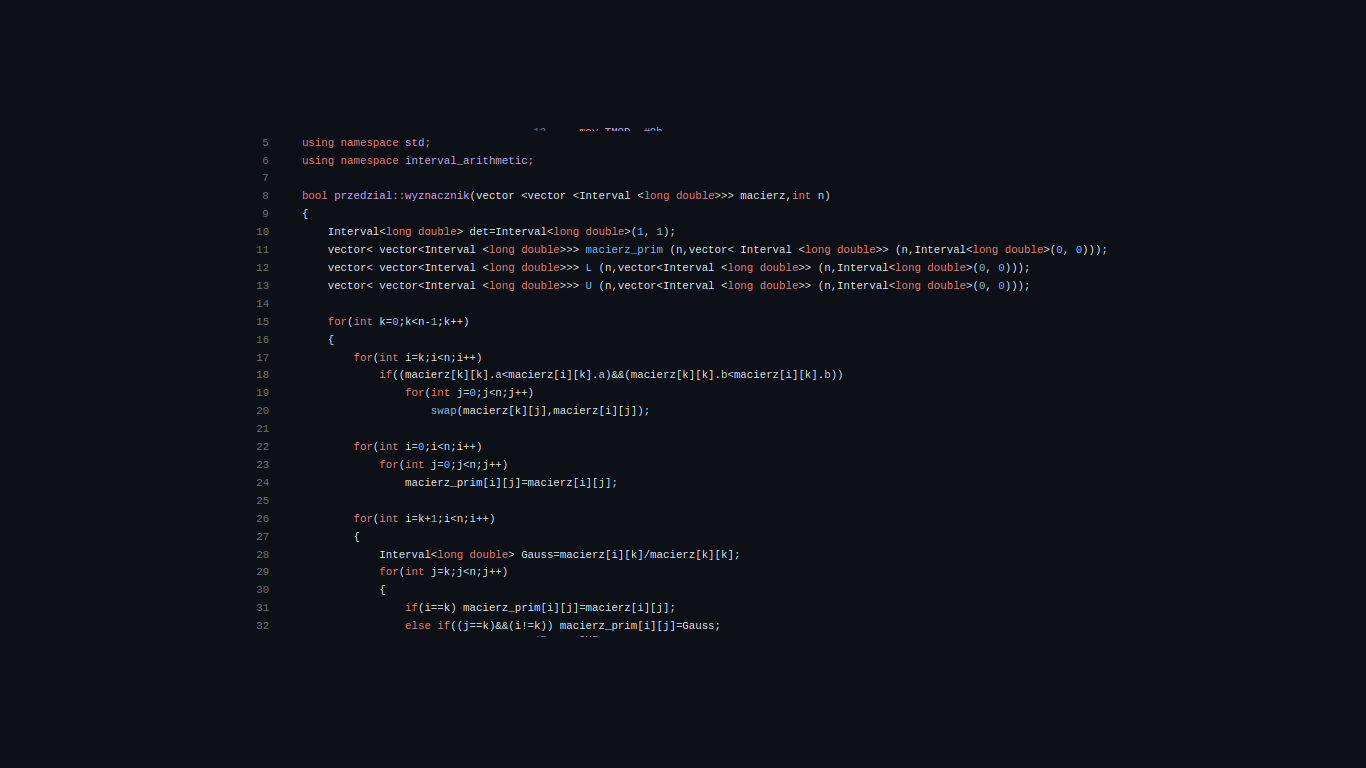 5 using namespace std;
6 using namespace interval_arithmetic;
7
8 bool przedzial::wyznacznik(vector <vector <Interval <long double>>> macierz,int n)
9 {
10     Interval<long double> det=Interval<long double>(1, 1);
11     vector< vector<Interval <long double>>> macierz_prim (n,vector< Interval <long double>> (n,Interval<long double>(0, 0)));
12     vector< vector<Interval <long double>>> L (n,vector<Interval <long double>> (n,Interval<long double>(0, 0)));
13     vector< vector<Interval <long double>>> U (n,vector<Interval <long double>> (n,Interval<long double>(0, 0)));
14
15     for(int k=0;k<n-1;k++)
16     {
17         for(int i=k;i<n;i++)
18             if((macierz[k][k].a<macierz[i][k].a)&&(macierz[k][k].b<macierz[i][k].b))
19                 for(int j=0;j<n;j++)
20                     swap(macierz[k][j],macierz[i][j]);
21
22         for(int i=0;i<n;i++)
23             for(int j=0;j<n;j++)
24                 macierz_prim[i][j]=macierz[i][j];
25
26         for(int i=k+1;i<n;i++)
27         {
28             Interval<long double> Gauss=macierz[i][k]/macierz[k][k];
29             for(int j=k;j<n;j++)
30             {
31                 if(i==k) macierz_prim[i][j]=macierz[i][j];
32                 else if((j==k)&&(i!=k)) macierz_prim[i][j]=Gauss;